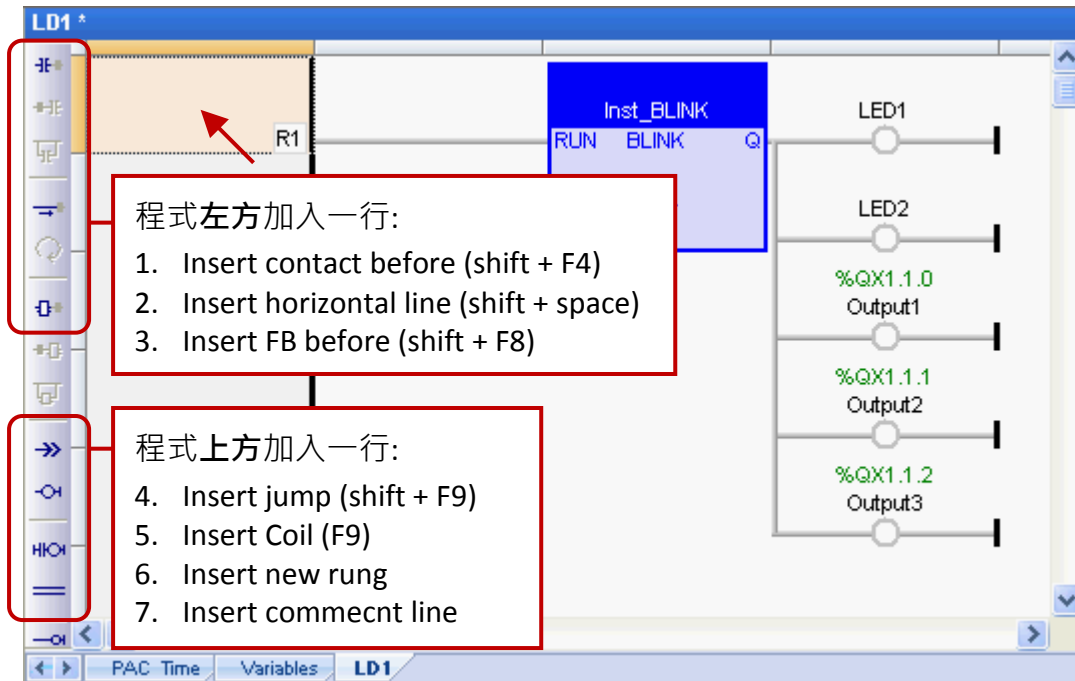 LD1 *
R1
Inst_BLINK
RUN BLINK Q
LED1
LED2
%QX1.1.0
Output1
%QX1.1.1
Output2
%QX1.1.2
Output3
程式左方加入一行:
1. Insert contact before (shift + F4)
2. Insert horizontal line (shift + space)
3. Insert FB before (shift + F8)
程式上方加入一行:
4. Insert jump (shift + F9)
5. Insert Coil (F9)
6. Insert new rung
7. Insert commecnt line
PAC Time Variables LD1